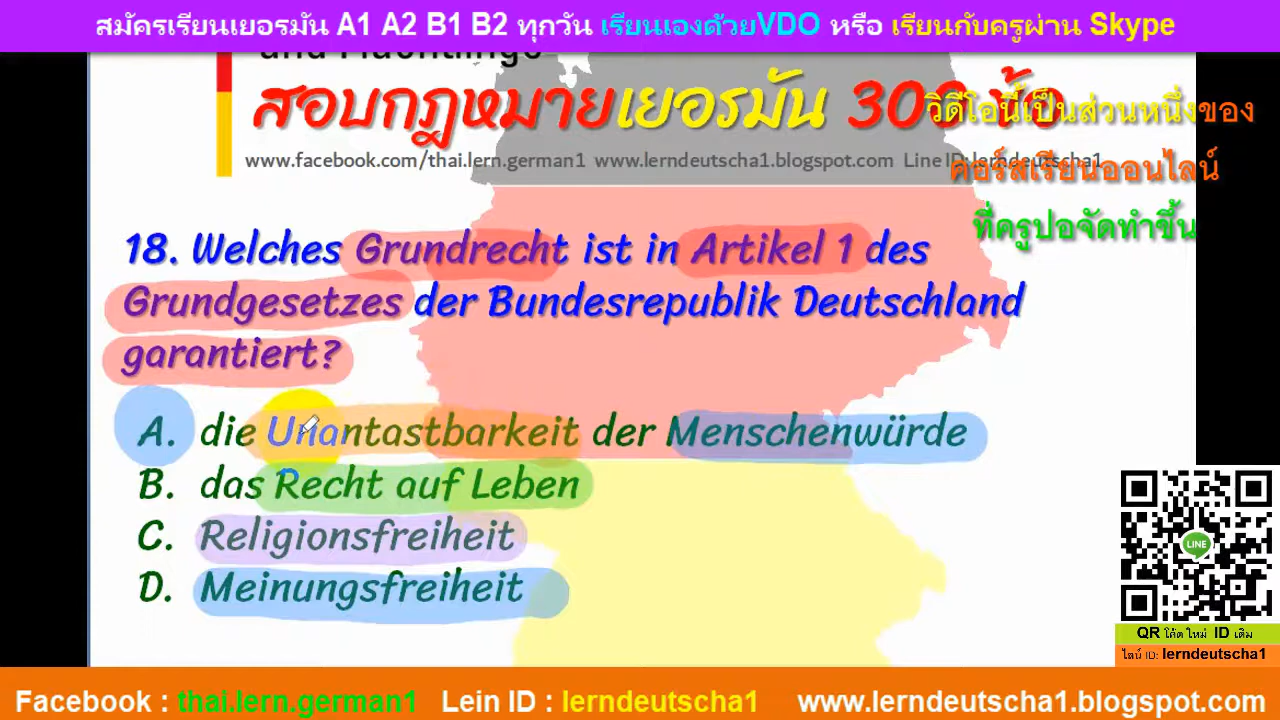 สมัครเรียนเยอรมัน A1 A2 B1 B2 ทุกวัน เรียนเองด้วยVDO หรือ เรียนกับครูผ่าน Skype
สอบกฎหมายเยอรมัน 300 ข้อ
วิดีโอนี้เป็นส่วนหนึ่งของ
คอร์สเรียนออนไลน์
ที่ครูปอจัดทำขึ้น
www.facebook.com/thai.lern.german1 www.lerndeutscha1.blogspot.com Line ID: lerndeutscha1
18. Welches Grundrecht ist in Artikel 1 des
Grundgesetzes der Bundesrepublik Deutschland
garantiert?
A. die Unantastbarkeit der Menschenwürde
B. das Recht auf Leben
C. Religionsfreiheit
D. Meinungsfreiheit
LINE
QR โค้ดใหม่ ID เดิม
ไลน์ ID: lerndeutscha1
Facebook : thai.lern.german1 Lein ID : lerndeutscha1 www.lerndeutscha1.blogspot.com